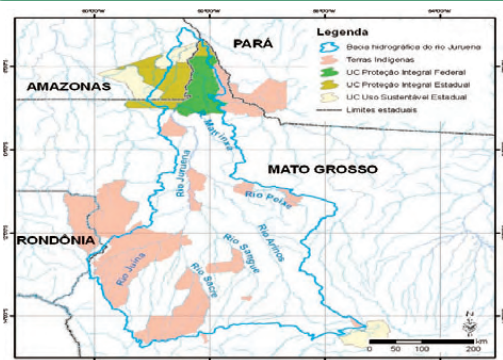 PARÁ
AMAZONAS
MATO GROSSO
RONDÔNIA
Legenda
Bacia hidrográfica do rio Juruena
Terras Indígenas
UC Proteção Integral Federal
UC Proteção Integral Estadual
UC Uso Sustentável Estadual
Limites estaduais
Rio Juruena
Rio Peixe
Rio Arinos
Rio Sangue
Rio Sacre
Rio Juína
N
km
0 50 100 200